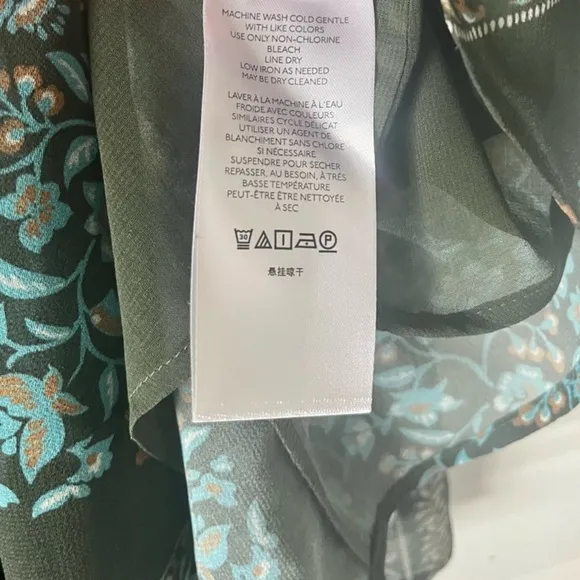 MACHINE WASH COLD GENTLE
WITH LIKE COLORS
USE ONLY NON-CHLORINE
BLEACH
LINE DRY
LOW IRON AS NEEDED
MAY BE DRY CLEANED
LAVER À LA MACHINE À L'EAU
FROIDE AVEC COULEURS
SIMILAIRES CYCLE DÉLICAT
UTILISER UN AGENT DE
BLANCHIMENT SANS CHLORE
SI NÉCESSAIRE
SUSPENDRE POUR SÉCHER
REPASSER, AU BESOIN, À TRÈS
BASSE TEMPÉRATURE
PEUT-ÊTRE ÊTRE NETTOYÉE
À SEC
30 P
悬挂晾干